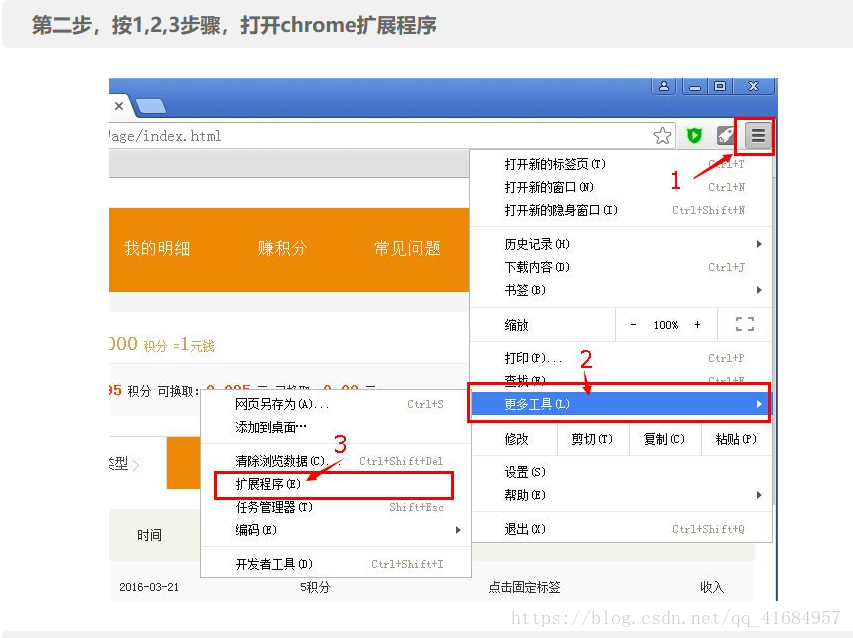 第二步，按1,2,3步骤，打开chrome扩展程序
Page/index.html
1
打开新的标签页(T) Ctrl+T
打开新的窗口(N) Ctrl+N
打开新的隐身窗口(I) Ctrl+Shift+N
我的明细 赚积分 常见问题
历史记录(H)
下载内容(D) Ctrl+J
书签(B)
缩放 - 100% +
000 积分 =1元钱
打印(P)... Ctrl+P
2
查找(F) Ctrl+F
95 积分 可换取: 0.095 元
更多工具(L)
网页另存为(A)... Ctrl+S
添加到桌面…
修改 剪切(T) 复制(C) 粘贴(P)
3
清除浏览数据(C)... Ctrl+Shift+Del
类型
设置(S)
扩展程序(E)
帮助(E)
任务管理器(T) Shift+Esc
编码(E)
退出(X) Ctrl+Shift+Q
时间
开发者工具(D) Ctrl+Shift+I
2016-03-21 5积分 点击固定标签 收入
https://blog.csdn.net/qq_41684957